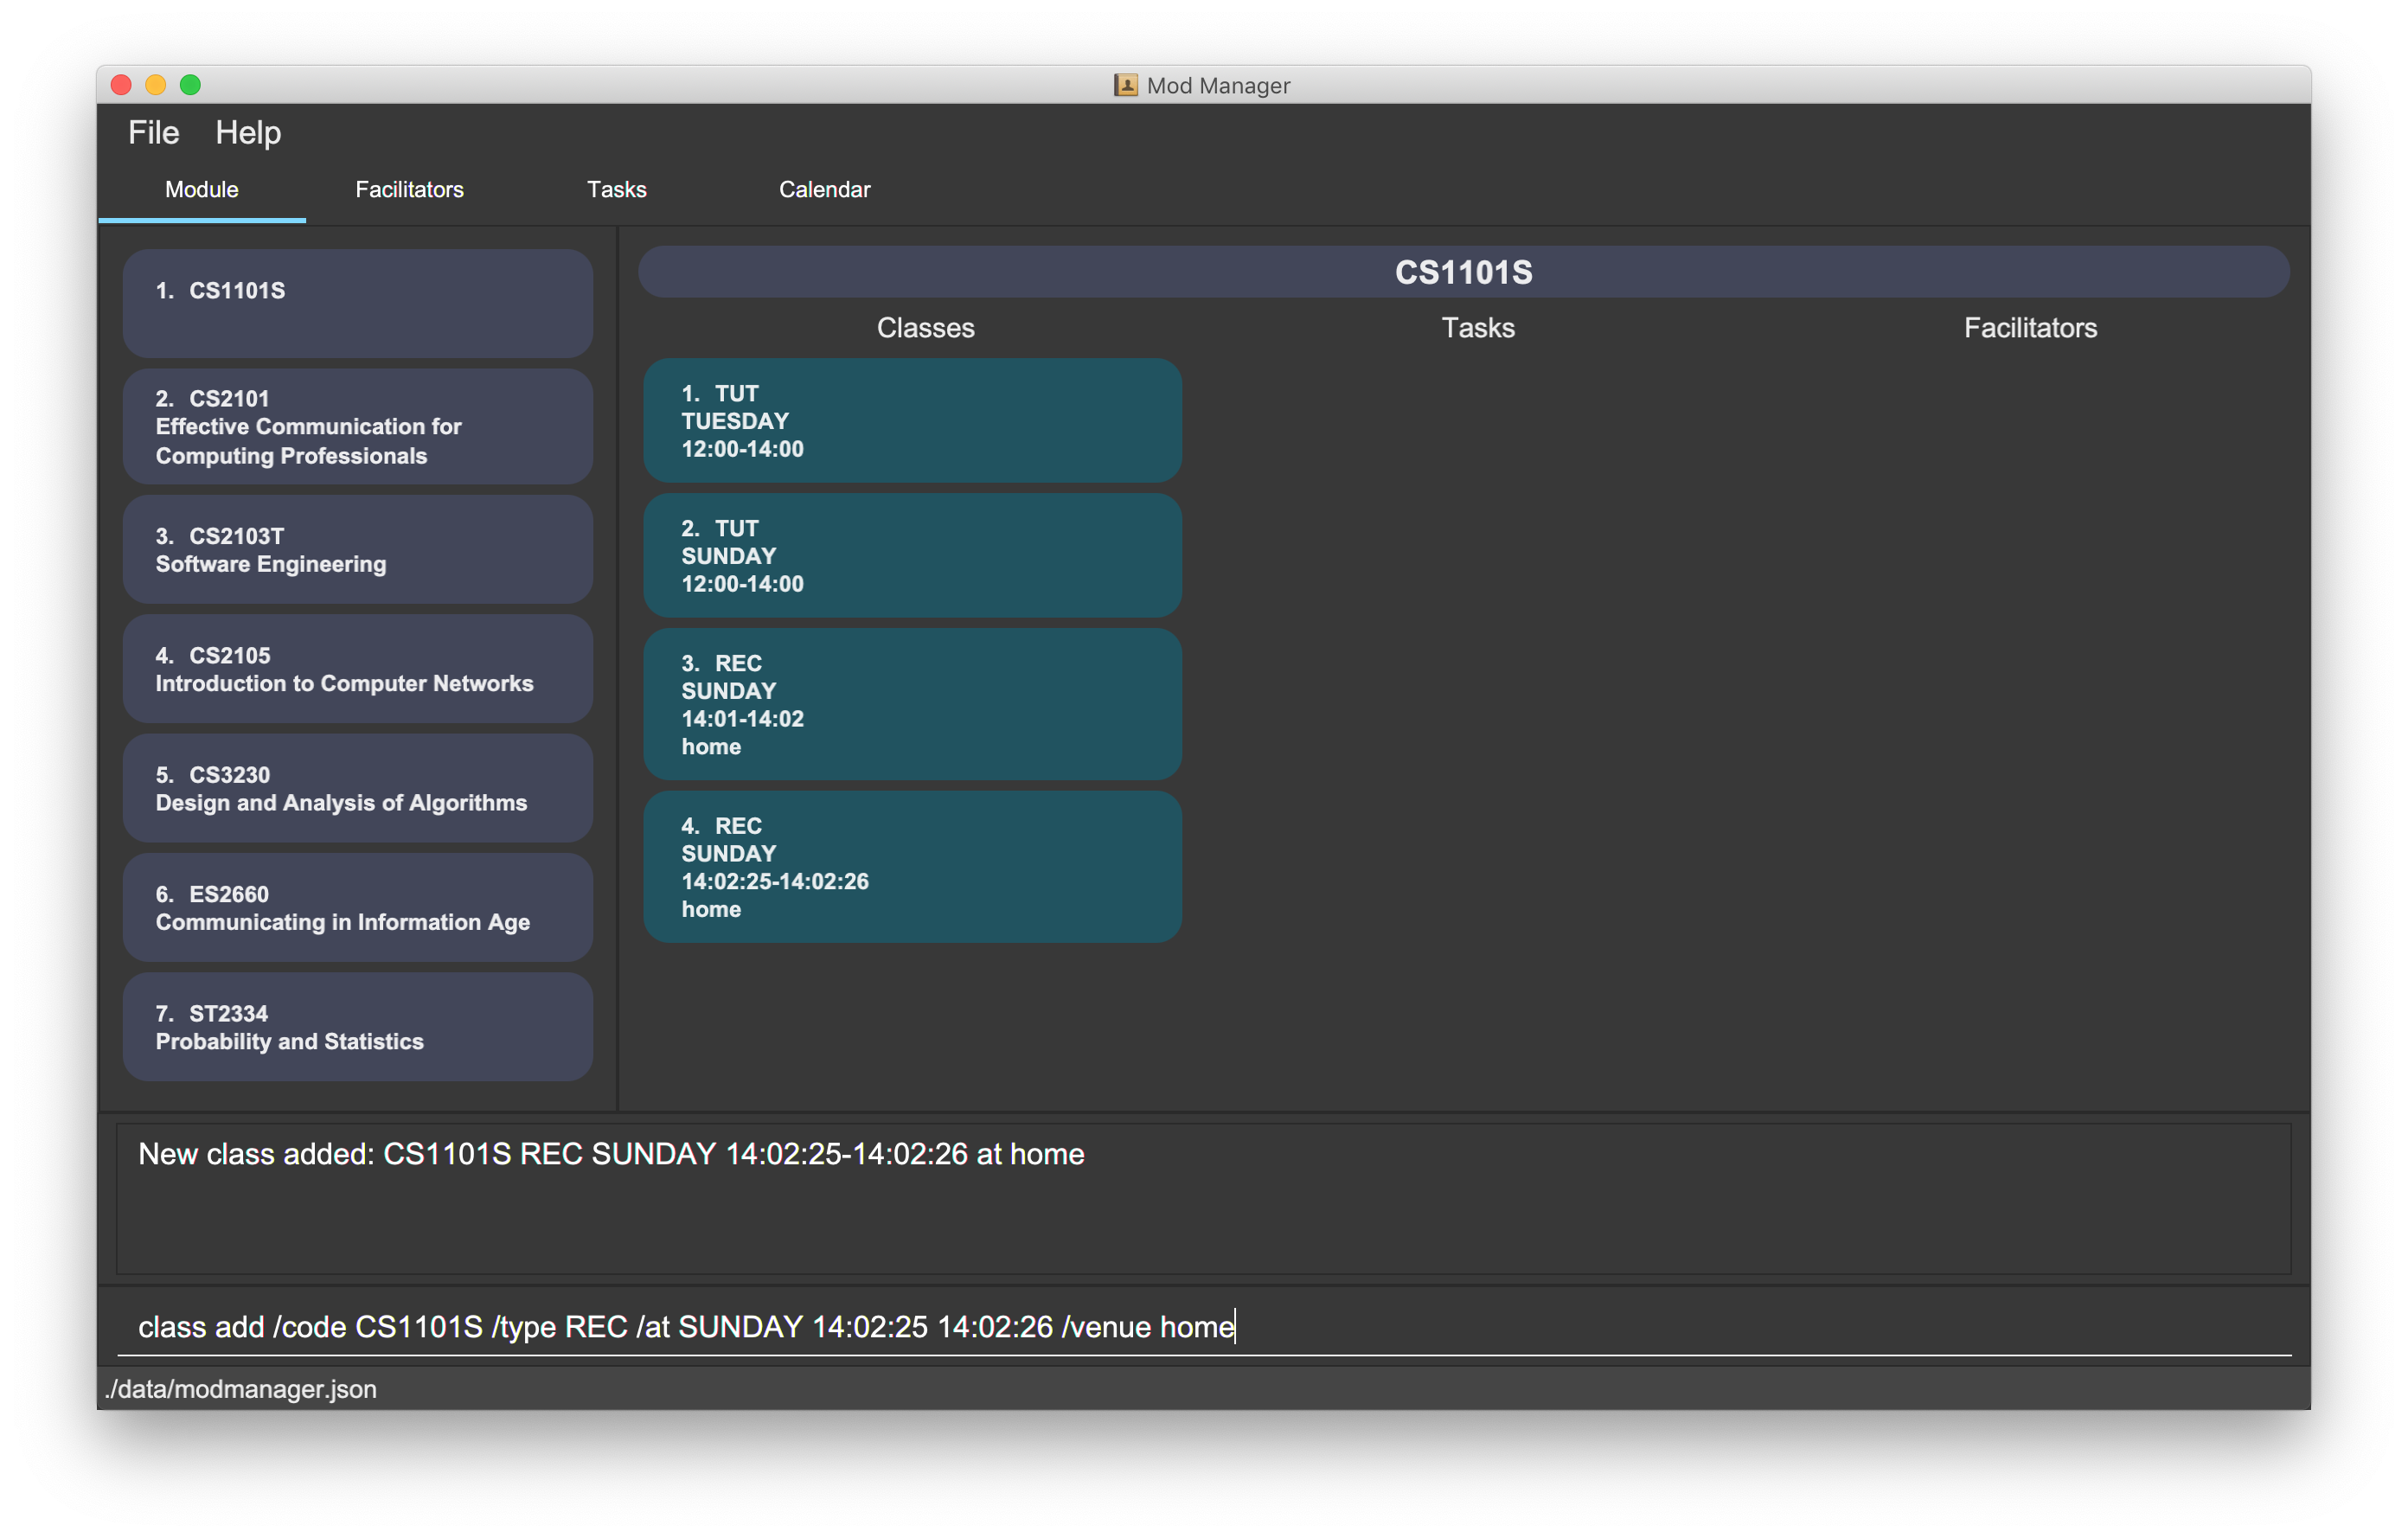 Mod Manager
File Help
Module Facilitators Tasks Calendar
1. CS1101S
2. CS2101
Effective Communication for
Computing Professionals
3. CS2103T
Software Engineering
4. CS2105
Introduction to Computer Networks
5. CS3230
Design and Analysis of Algorithms
6. ES2660
Communicating in Information Age
7. ST2334
Probability and Statistics
CS1101S
Classes Tasks Facilitators
1. TUT
TUESDAY
12:00-14:00
2. TUT
SUNDAY
12:00-14:00
3. REC
SUNDAY
14:01-14:02
home
4. REC
SUNDAY
14:02:25-14:02:26
home
New class added: CS1101S REC SUNDAY 14:02:25-14:02:26 at home
class add /code CS1101S /type REC /at SUNDAY 14:02:25 14:02:26 /venue home
./data/modmanager.json